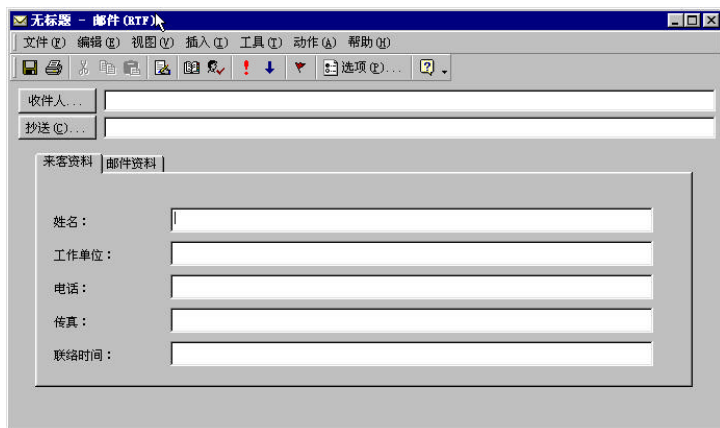 无标题 - 邮件(RTF)
文件(F) 编辑(E) 视图(V) 插入(I) 工具(T) 动作(A) 帮助(H)
选项(P)...
收件人...
抄送(C)...
来客资料 邮件资料
姓名：
工作单位：
电话：
传真：
联络时间：